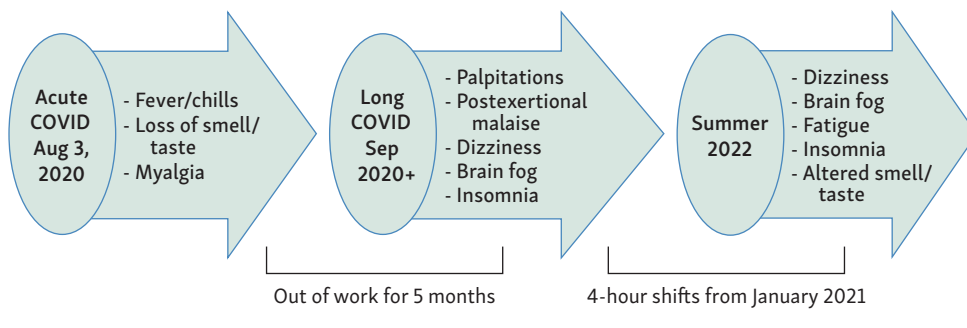 Acute
COVID
Aug 3,
2020
- Fever/chills
- Loss of smell/
taste
- Myalgia
Long
COVID
Sep
2020+
- Palpitations
- Postexertional
malaise
- Dizziness
- Brain fog
- Insomnia
Summer
2022
- Dizziness
- Brain fog
- Fatigue
- Insomnia
- Altered smell/
taste
Out of work for 5 months
4-hour shifts from January 2021